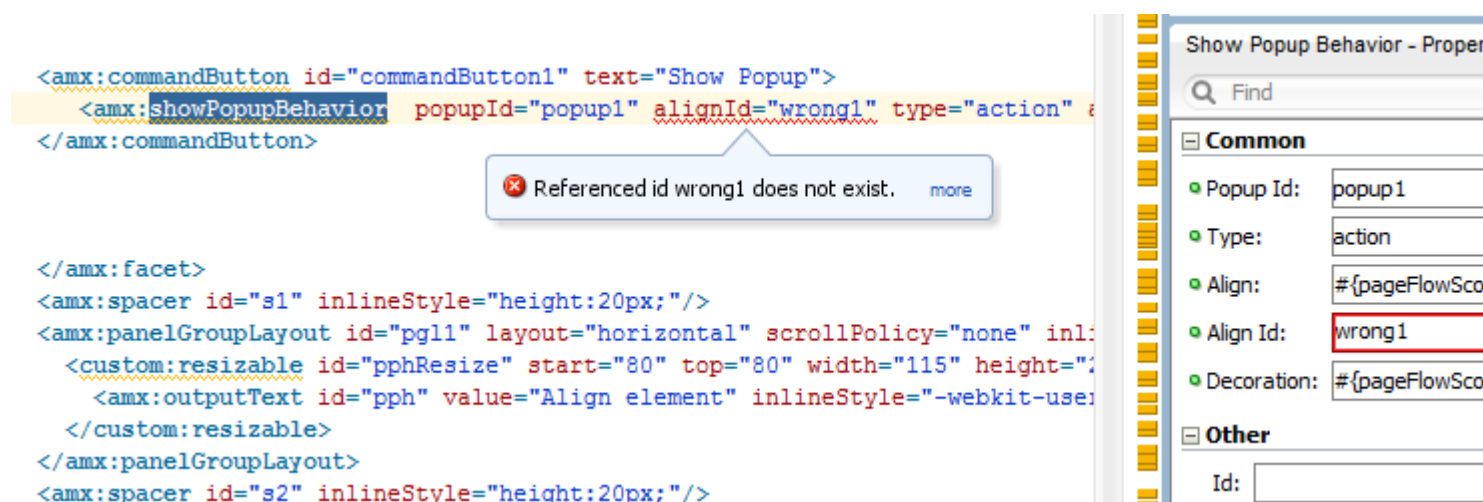 <amx:commandButton id="commandButton1" text="Show Popup">
<amx:showPopupBehavior popupId="popup1" alignId="wrong1" type="action"
</amx:commandButton>
Referenced id wrong1 does not exist. more
</amx:facet>
<amx:spacer id="s1" inlineStyle="height:20px;"/>
<amx:panelGroupLayout id="pgl1" layout="horizontal" scrollPolicy="none"
<custom:resizable id="pphResize" start="80" top="80" width="115"
<amx:outputText id="pph" value="Align element" inlineStyle="-webkit-user
</custom:resizable>
</amx:panelGroupLayout>
<amx:spacer id="s2" inlineStyle="height:20px;"/>
Show Popup Behavior - Proper
Find
Common
Popup Id: popup1
Type: action
Align: #{pageFlowSco
Align Id: wrong1
Decoration: #{pageFlowSco
Other
Id: